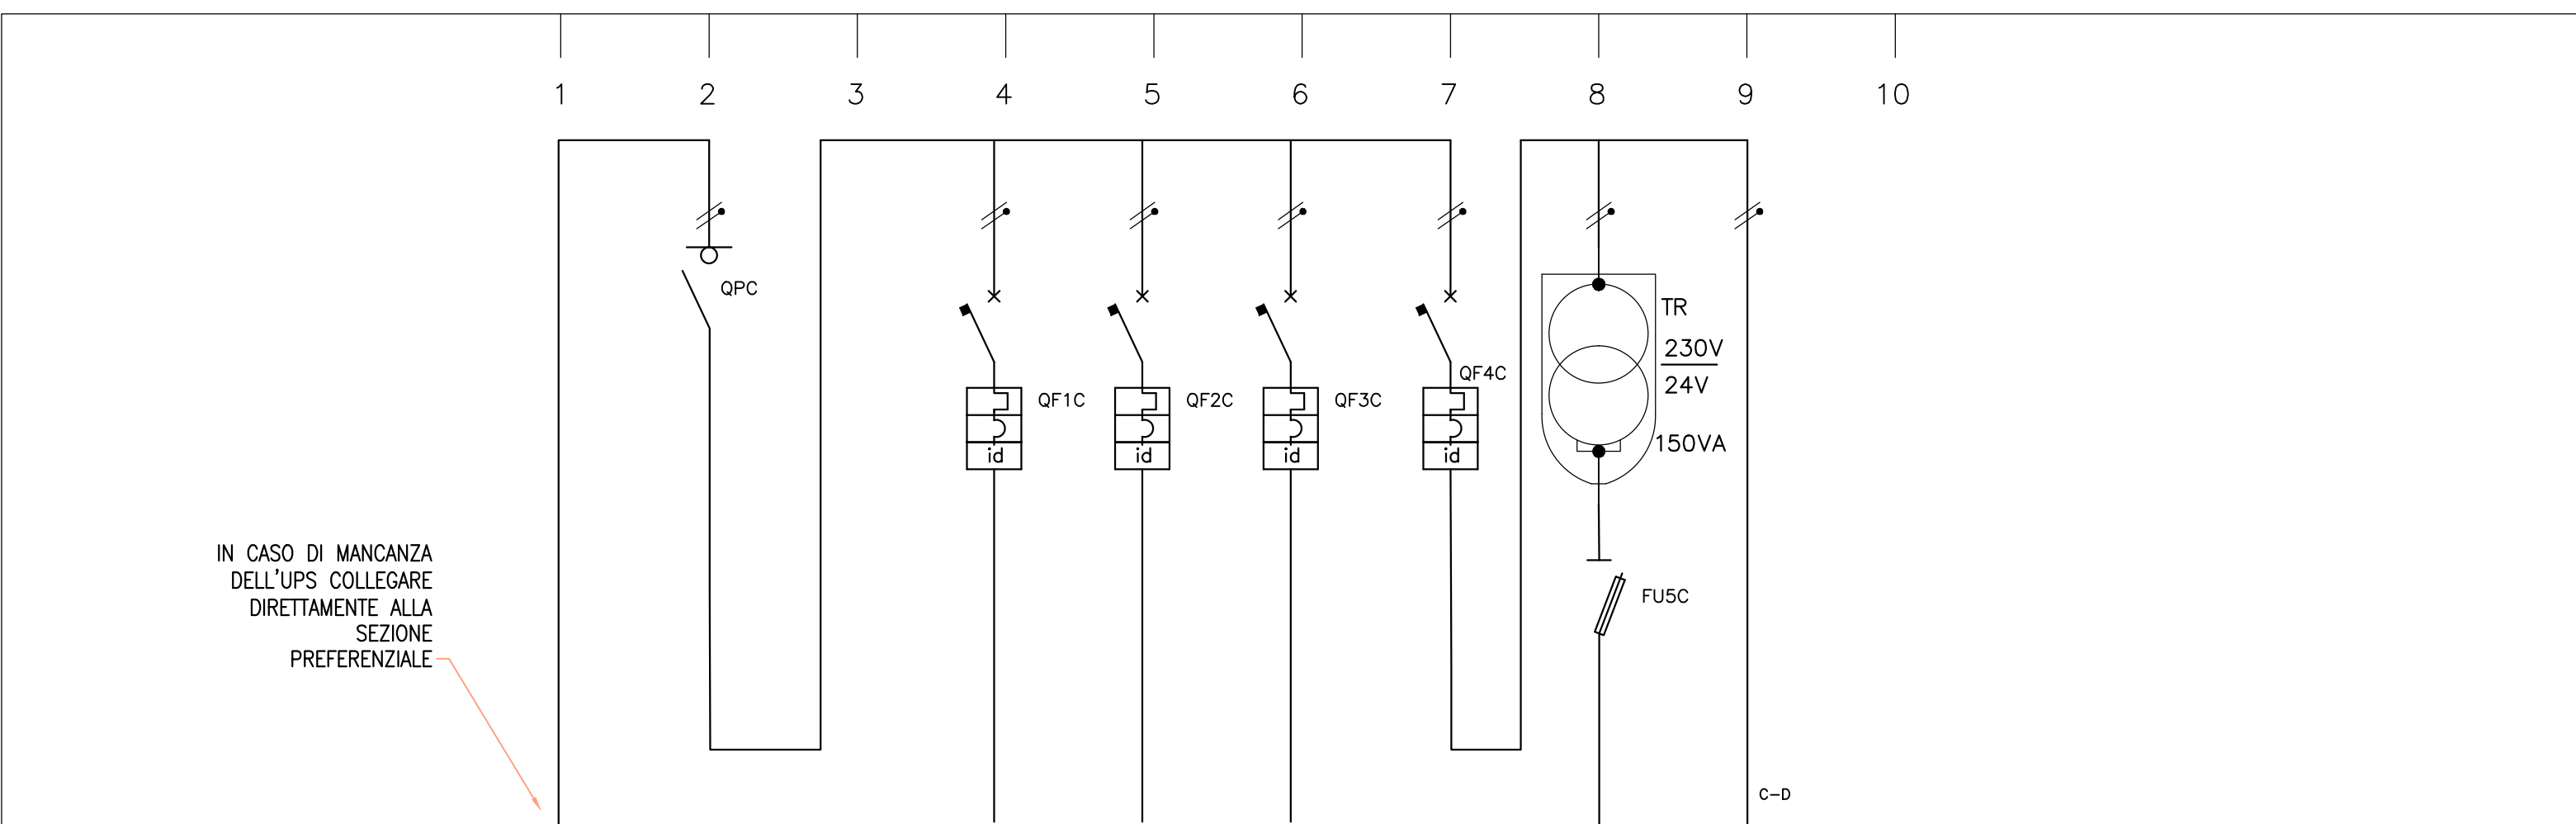 1 2 3 4 5 6 7 8 9 10
QPC
TR
230V
24V
QF4C
QF1C QF2C QF3C
150VA
id id id id
IN CASO DI MANCANZA
DELL'UPS COLLEGARE
DIRETTAMENTE ALLA
SEZIONE
PREFERENZIALE
FU5C
C-D